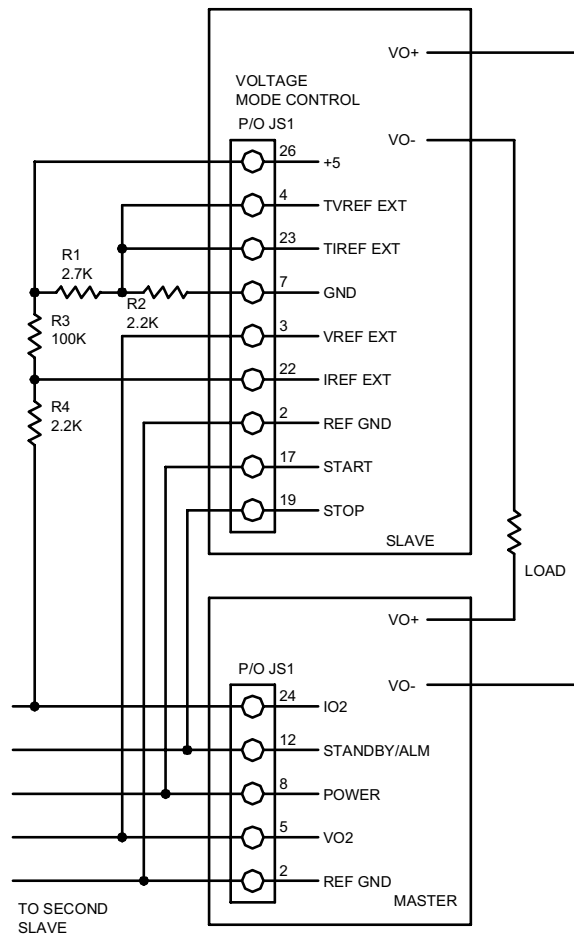 VO+
VOLTAGE
MODE CONTROL
P/O JS1
VO-
26
+5
4
TVREF EXT
23
TIREF EXT
R1
2.7K
7
GND
R2
2.2K
R3
100K
3
VREF EXT
22
IREF EXT
R4
2.2K
2
REF GND
17
START
19
STOP
SLAVE
LOAD
VO+
P/O JS1
VO-
24
IO2
12
STANDBY/ALM
8
POWER
5
VO2
2
REF GND
MASTER
TO SECOND
SLAVE